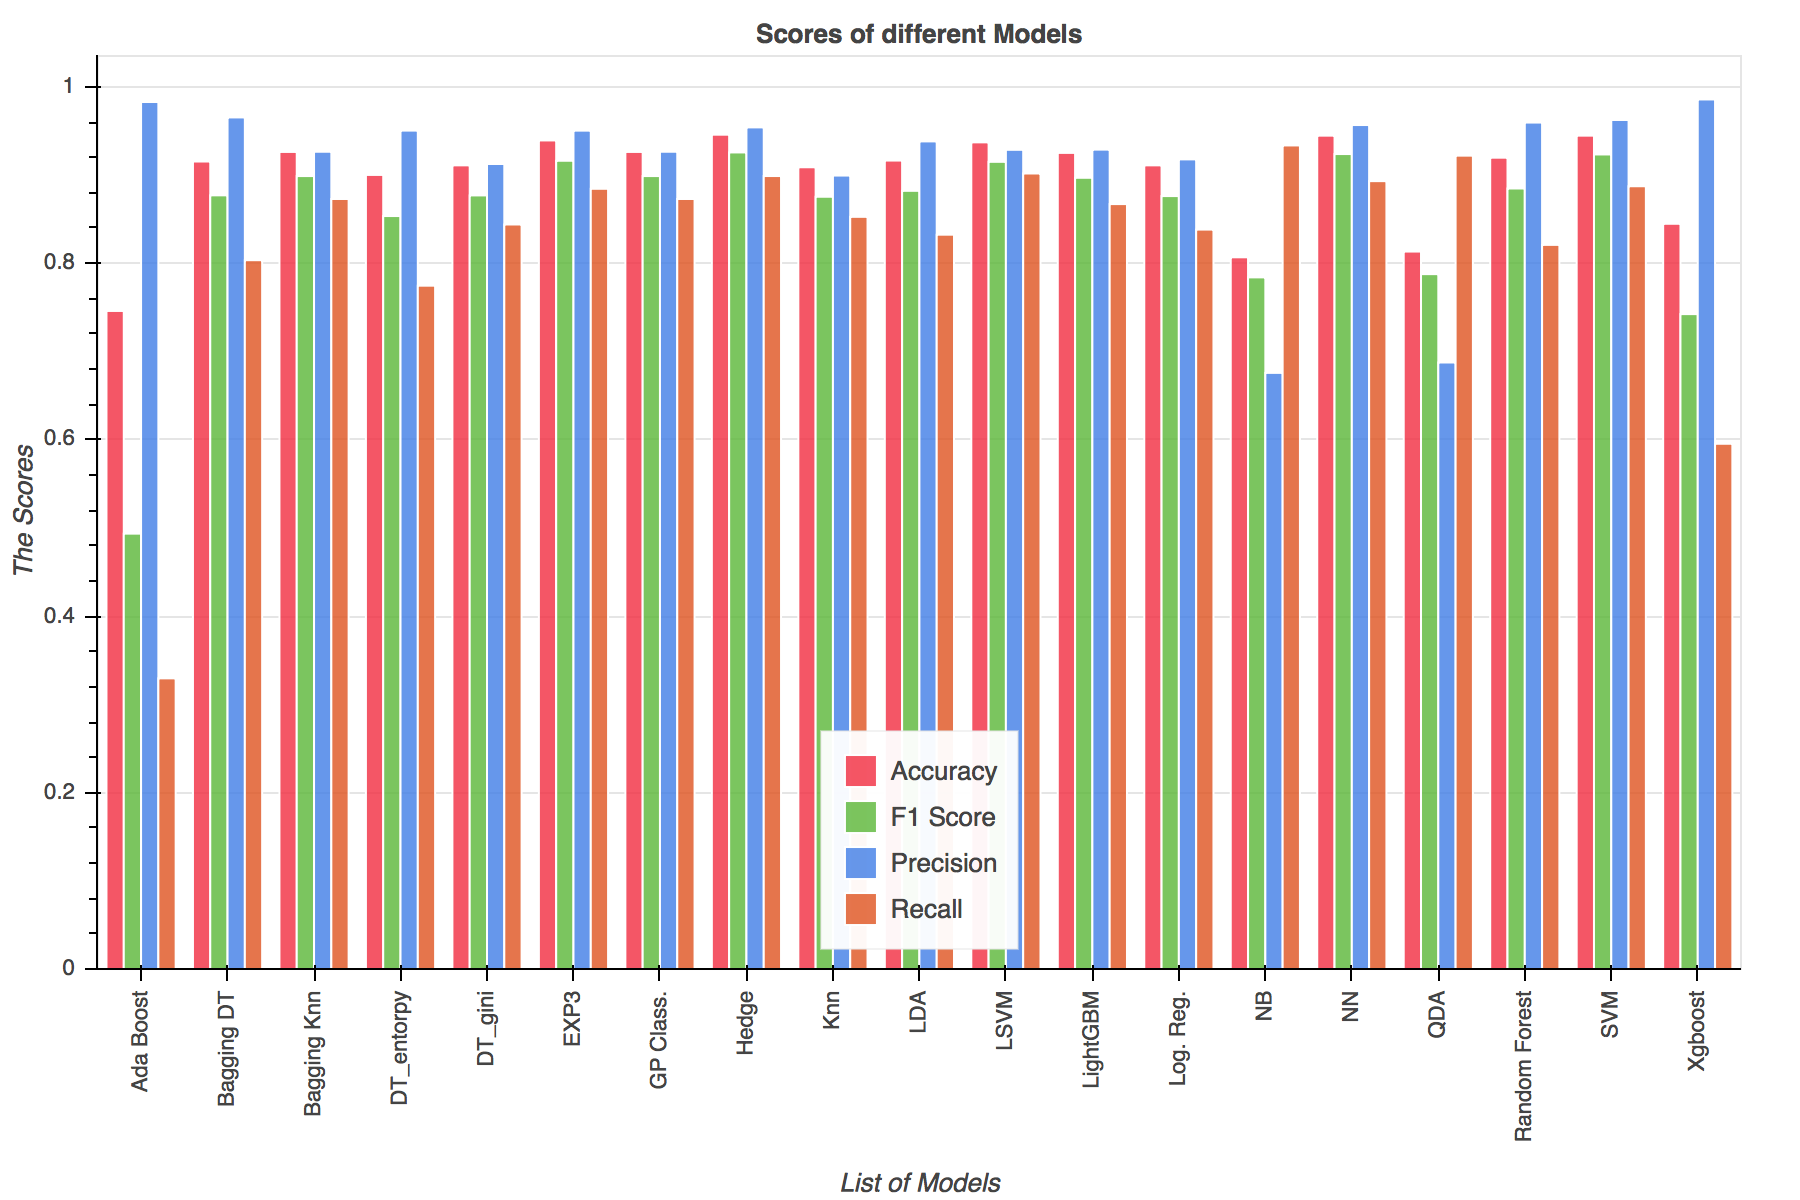 Scores of different Models
The Scores
1
0.8
0.6
0.4
0.2
0
Accuracy
F1 Score
Precision
Recall
Ada Boost
Bagging DT
Bagging Knn
DT_entorpy
DT_gini
EXP3
GP Class.
Hedge
Knn
LDA
LSVM
LightGBM
Log. Reg.
NB
NN
QDA
Random Forest
SVM
Xgboost
List of Models